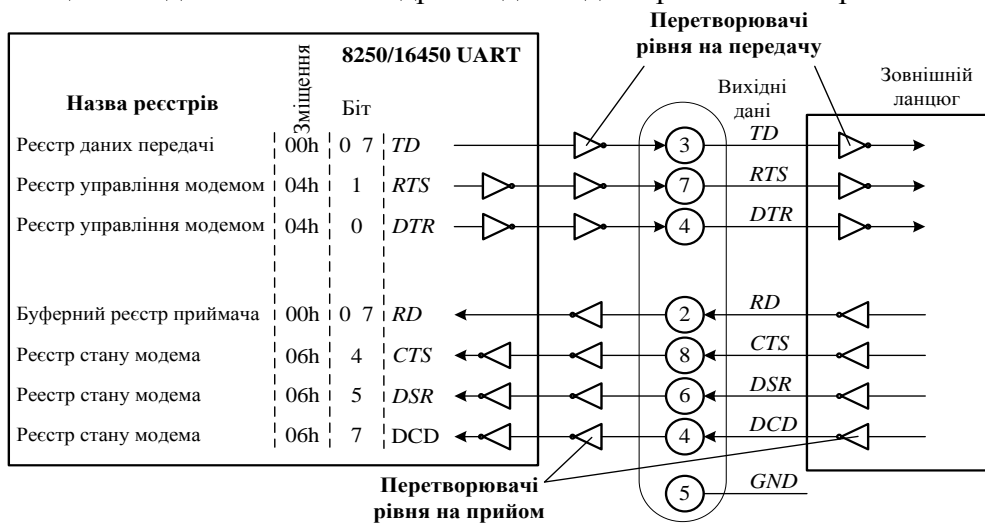 Перетворювачі
рівня на передачу
8250/16450 UART
Зміщення
Назва реєстрів
Біт
Вихідні
дані
Зовнішній
ланцюг
Реєстр даних передачі 00h 0 7 TD 3 TD
Реєстр управління модемом 04h 1 RTS 7 RTS
Реєстр управління модемом 04h 0 DTR 4 DTR
Буферний реєстр приймача 00h 0 7 RD 2 RD
Реєстр стану модема 06h 4 CTS 8 CTS
Реестр стану модема 06h 5 DSR 6 DSR
Реєстр стану модема 06h 7 DCD 4 DCD
Перетворювачі
рівня на прийом
5 GND